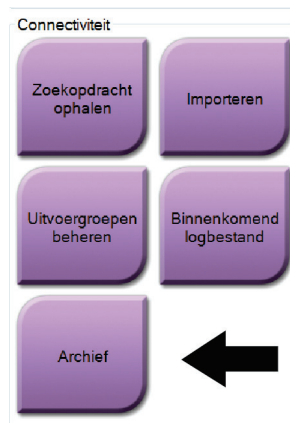 Connectiviteit
Zoekopdracht
ophalen
Importeren
Uitvoergroepen
beheren
Binnenkomend
logbestand
Archief